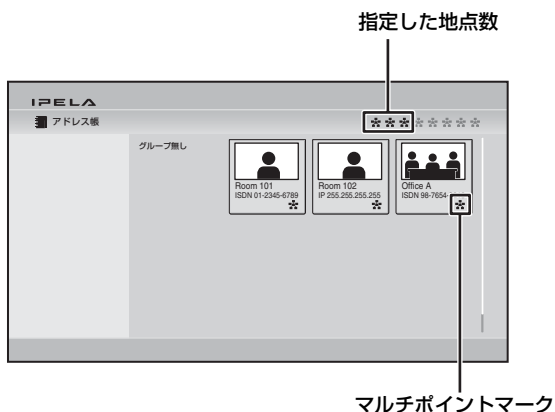 指定した地点数
IPELA
アドレス帳
グループ無し
Room 101
ISDN 01-2345-6789
Room 102
IP 255.255.255.255
Office A
ISDN 98-7654-
マルチポイントマーク